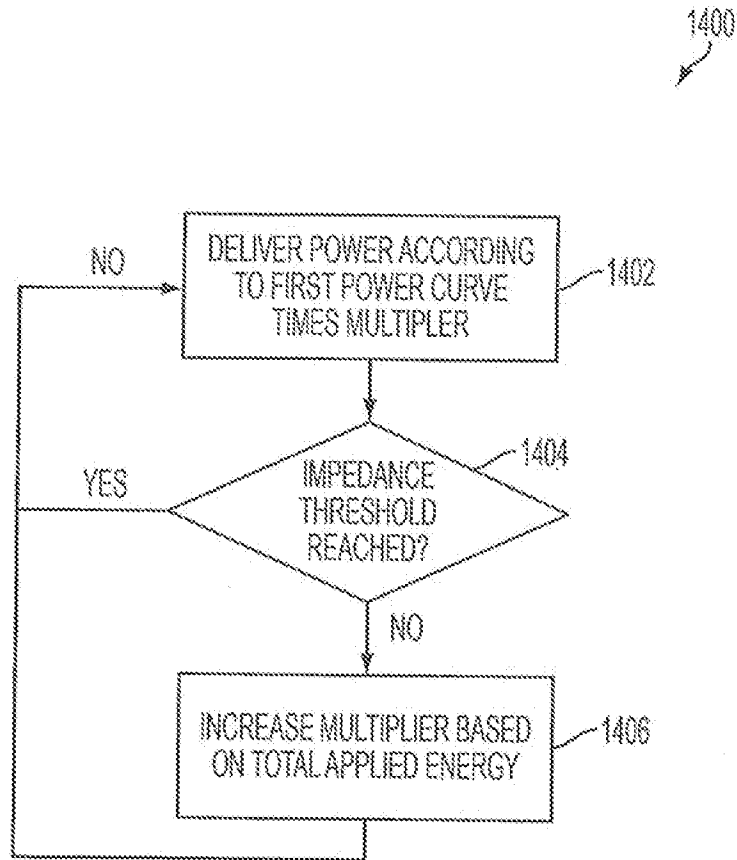 1400
NO
DELIVER POWER ACCORDING
TO FIRST POWER CURVE
TIMES MULTIPLER
1402
YES
IMPEDANCE
THRESHOLD
REACHED?
1404
NO
INCREASE MULTIPLIER BASED
ON TOTAL APPLIED ENERGY
1406